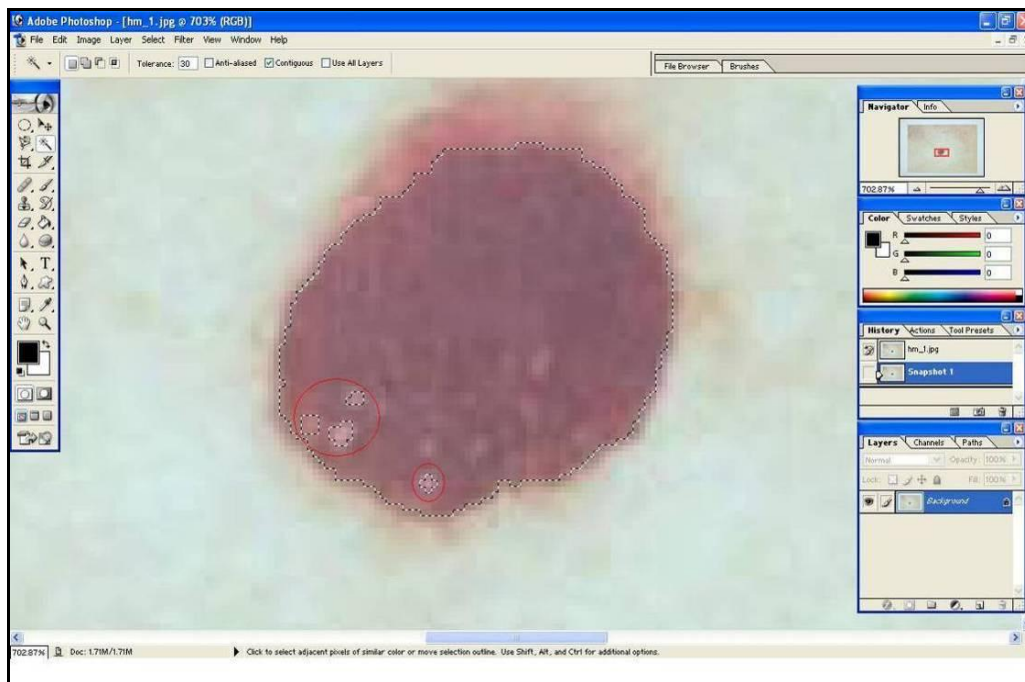 Adobe Photoshop - [hm_1.jpg @ 703% (RGB)]
File Edit Image Layer Select Filter View Window Help
Tolerance: 30 Anti-aliased Contiguous Use All Layers File Browser Brushes
Navigator Info
702.87%
Color Swatches Styles
R 0
G 0
B 0
History Actions Tool Presets
hm_1.jpg
Snapshot 1
Layers Channels Paths
Normal Opacity: 100%
Lock: Fill: 100%
Background
702.87% Doc: 1.71M/1.71M Click to select adjacent pixels of similar color or move selection outline. Use Shift, Alt, and Ctrl for additional options.